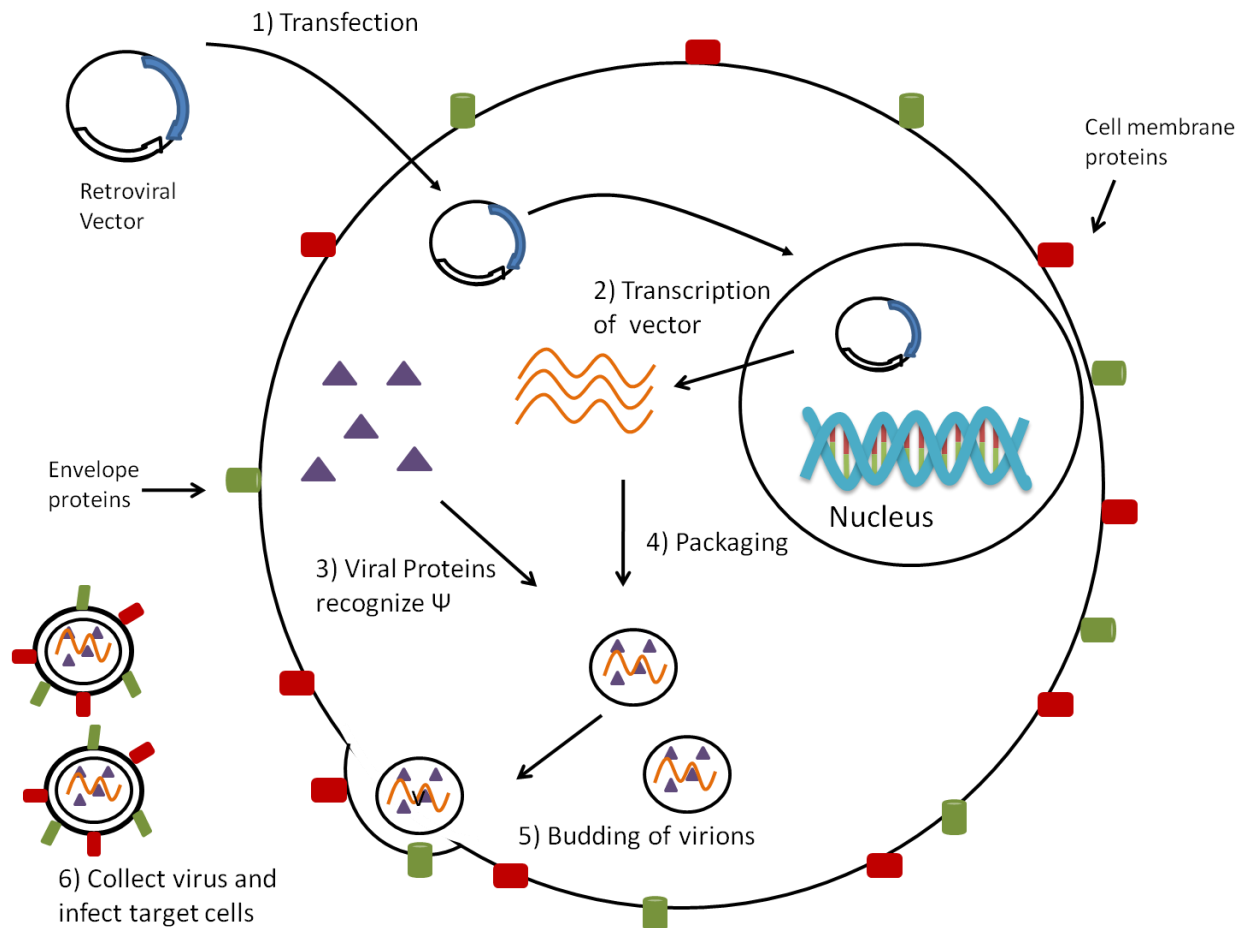 1) Transfection
Retroviral
Vector
Cell membrane
proteins
2) Transcription
of vector
Nucleus
Envelope
proteins
3) Viral Proteins
recognize Ψ
4) Packaging
V
5) Budding of virions
6) Collect virus and
infect target cells